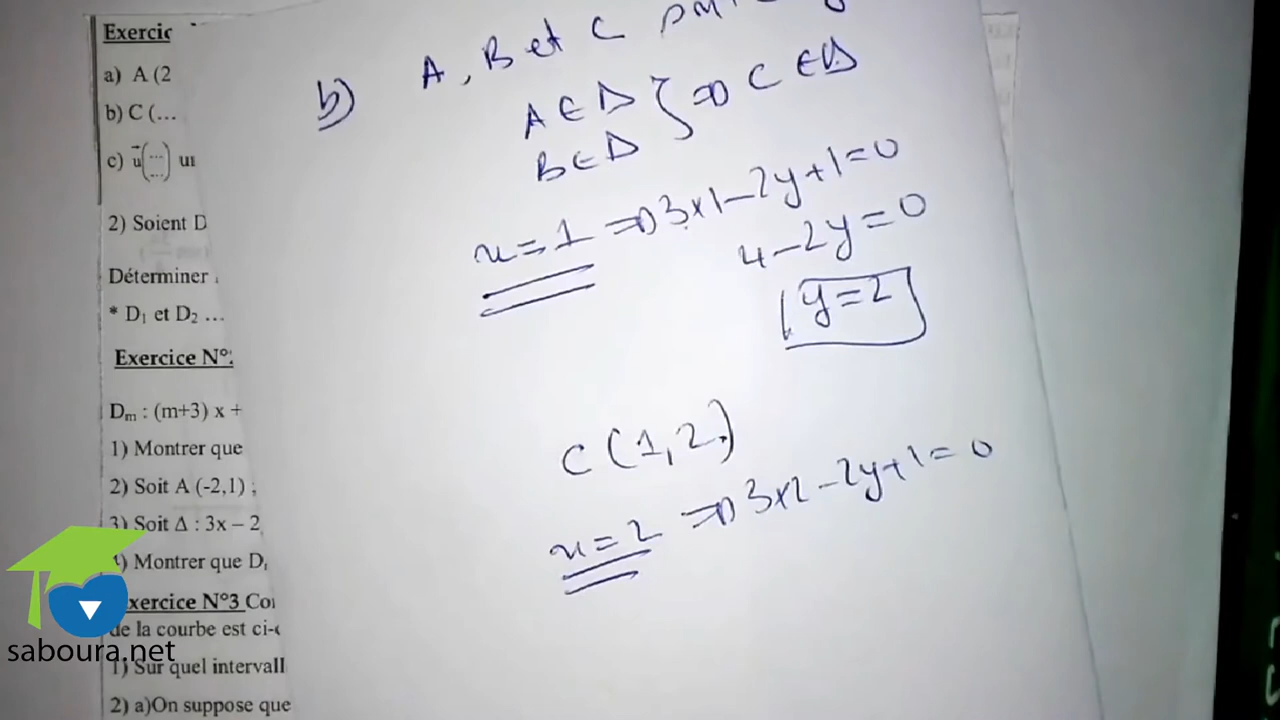 Exercic
a) A (2
b) C (...
c) u⃗(... ...) un
2) Soient D
Déterminer
* D₁ et D₂ ...
Exercice N°2
Dₘ : (m+3) x +
1) Montrer que
2) Soit A (-2,1) ;
3) Soit Δ : 3x – 2
4) Montrer que D
Exercice N°3 Co
de la courbe est ci-
1) Sur quel intervall
2) a)On suppose que
b) A, B et C
A ∈ Δ
B ∈ Δ } ⇒ C ∈ Δ
x = 1 ⇒ 3×1 – 2y + 1 = 0
4 – 2y = 0
y = 2
C (1, 2)
x = 2 ⇒ 3×2 – 2y + 1 = 0
saboura.net